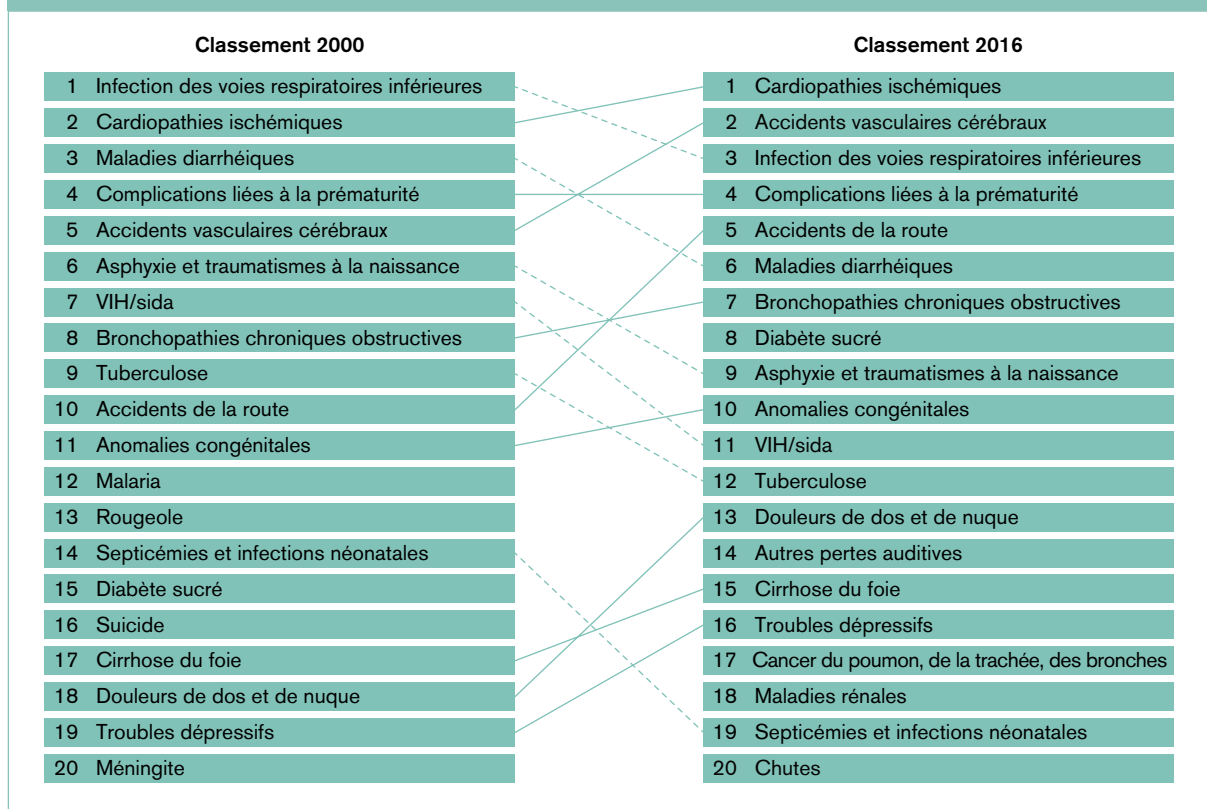 Classement 2000
1 Infection des voies respiratoires inférieures
2 Cardiopathies ischémiques
3 Maladies diarrhéiques
4 Complications liées à la prématurité
5 Accidents vasculaires cérébraux
6 Asphyxie et traumatismes à la naissance
7 VIH/sida
8 Bronchopathies chroniques obstructives
9 Tuberculose
10 Accidents de la route
11 Anomalies congénitales
12 Malaria
13 Rougeole
14 Septicémies et infections néonatales
15 Diabète sucré
16 Suicide
17 Cirrhose du foie
18 Douleurs de dos et de nuque
19 Troubles dépressifs
20 Méningite
Classement 2016
1 Cardiopathies ischémiques
2 Accidents vasculaires cérébraux
3 Infection des voies respiratoires inférieures
4 Complications liées à la prématurité
5 Accidents de la route
6 Maladies diarrhéiques
7 Bronchopathies chroniques obstructives
8 Diabète sucré
9 Asphyxie et traumatismes à la naissance
10 Anomalies congénitales
11 VIH/sida
12 Tuberculose
13 Douleurs de dos et de nuque
14 Autres pertes auditives
15 Cirrhose du foie
16 Troubles dépressifs
17 Cancer du poumon, de la trachée, des bronches
18 Maladies rénales
19 Septicémies et infections néonatales
20 Chutes